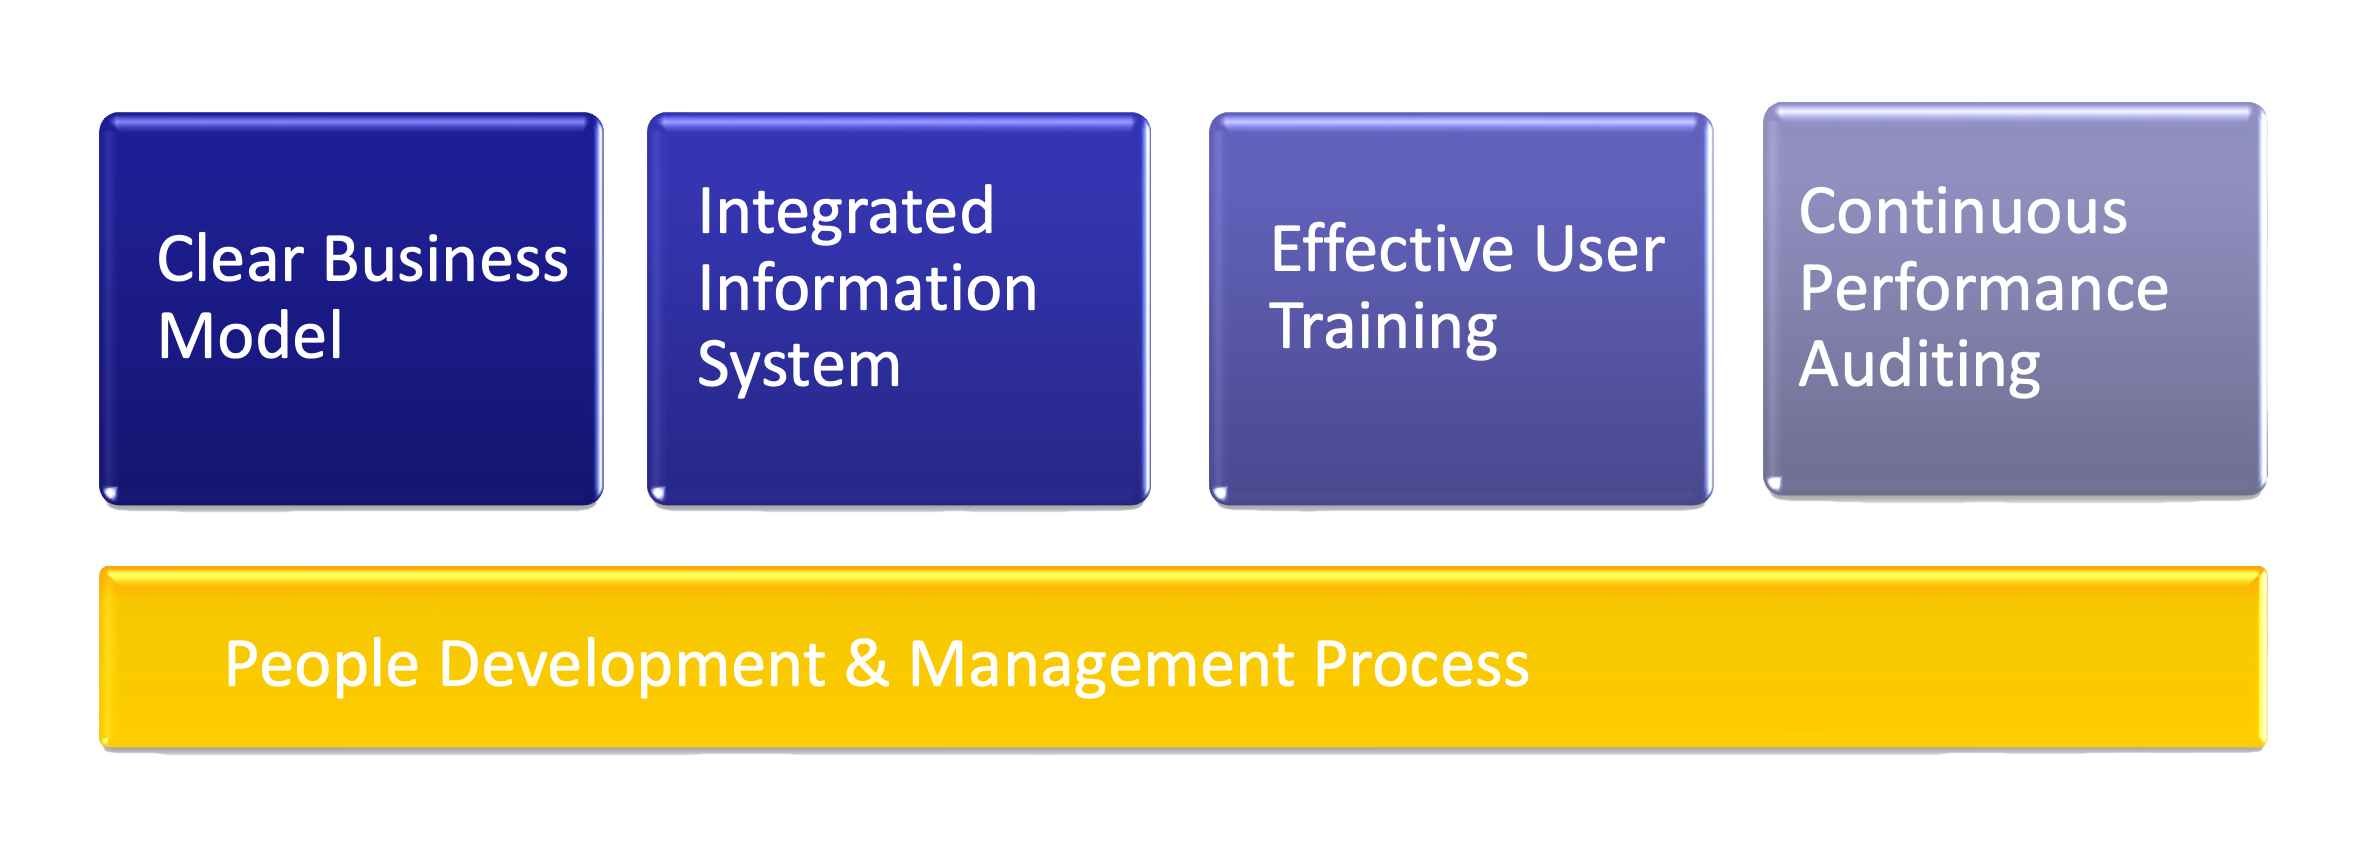 Clear Business
Model
Integrated
Information
System
Effective User
Training
Continuous
Performance
Auditing
People Development & Management Process